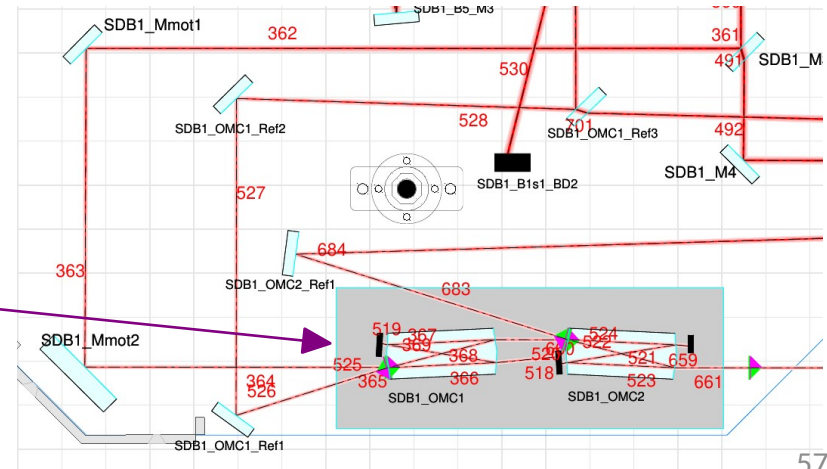 SDB1_B5_M3
SDB1_Mmot1
362
361
491
SDB1_M
530
SDB1_OMC1_Ref2
528
701
SDB1_OMC1_Ref3
492
SDB1_M4
SDB1_B1s1_BD2
527
684
363
SDB1_OMC2_Ref1
683
519
367
369
524
522
SDB1_Mmot2
525
368
521
659
364
526
365
366
518
523
661
SDB1_OMC1
SDB1_OMC2
SDB1_OMC1_Ref1
57